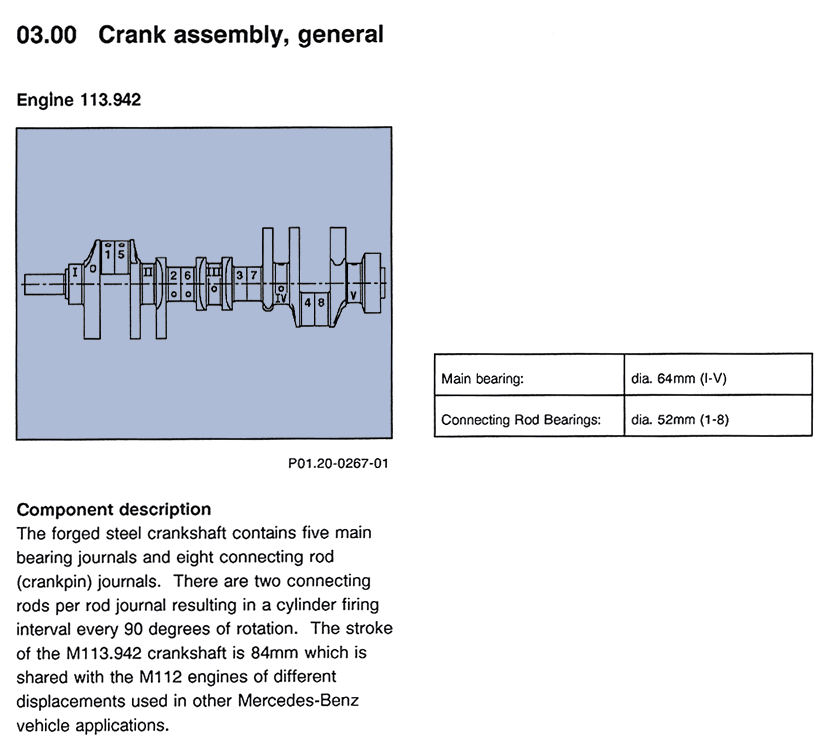 03.00 Crank assembly, general
Engine 113.942
I O 1 5 II 2 6 III 3 7 IV 4 8 V
P01.20-0267-01
Main bearing: dia. 64mm (I-V)
Connecting Rod Bearings: dia. 52mm (1-8)
Component description
The forged steel crankshaft contains five main
bearing journals and eight connecting rod
(crankpin) journals. There are two connecting
rods per rod journal resulting in a cylinder firing
interval every 90 degrees of rotation. The stroke
of the M113.942 crankshaft is 84mm which is
shared with the M112 engines of different
displacements used in other Mercedes-Benz
vehicle applications.